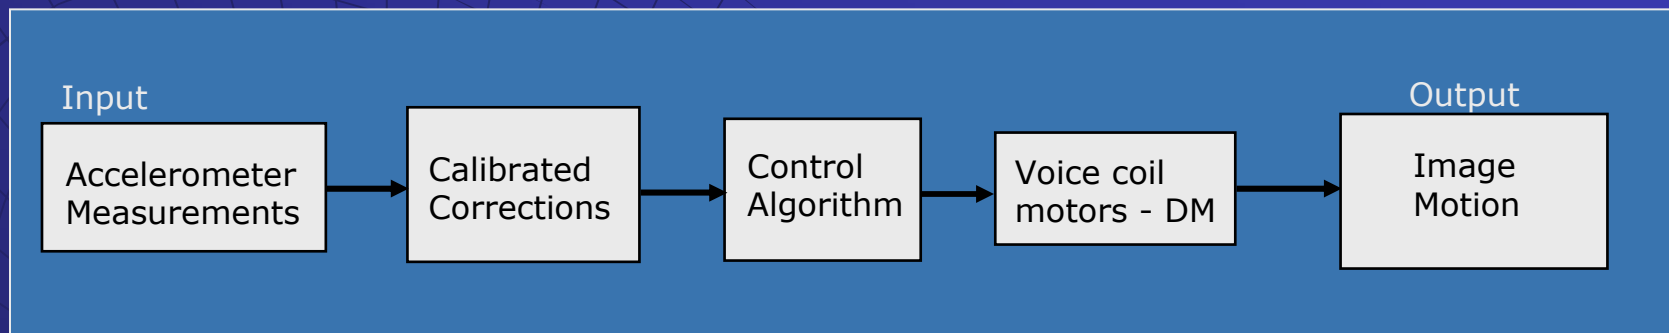 Input
Accelerometer
Measurements
Calibrated
Corrections
Control
Algorithm
Voice coil
motors - DM
Output
Image
Motion